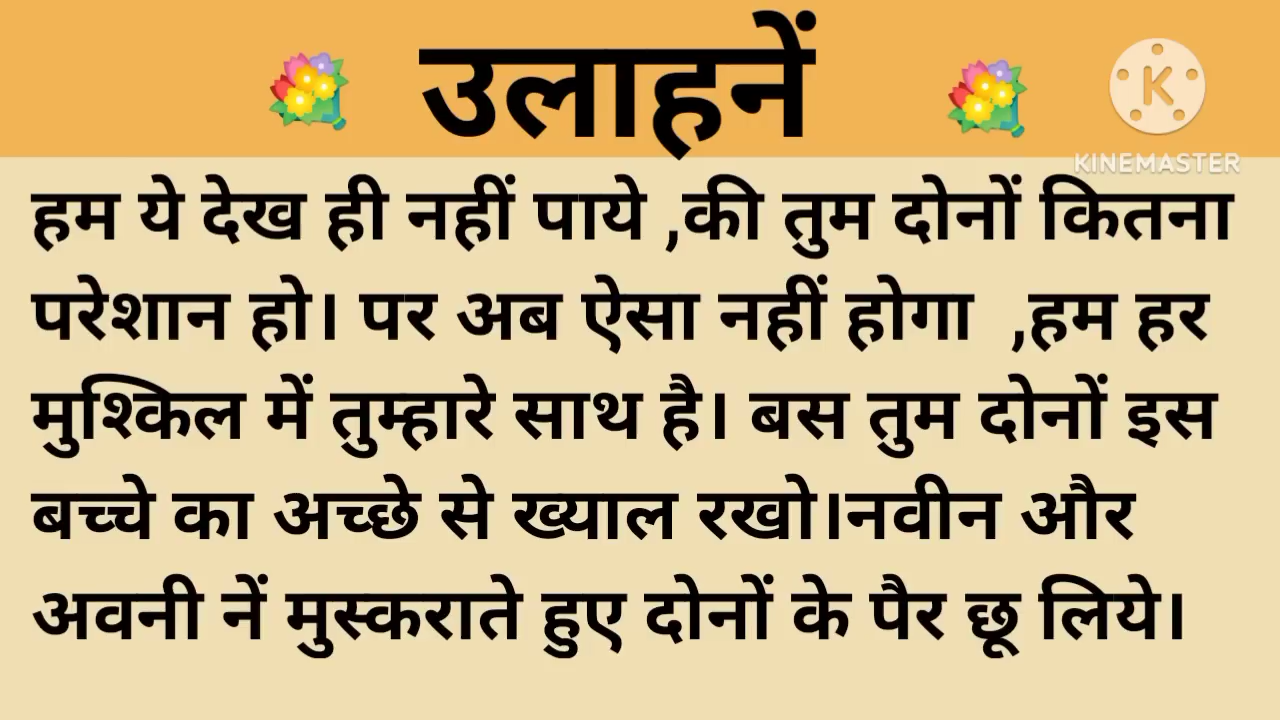 उलाहनें
KINEMASTER
हम ये देख ही नहीं पाये ,की तुम दोनों कितना
परेशान हो। पर अब ऐसा नहीं होगा ,हम हर
मुश्किल में तुम्हारे साथ है। बस तुम दोनों इस
बच्चे का अच्छे से ख्याल रखो।नवीन और
अवनी नें मुस्कराते हुए दोनों के पैर छू लिये।